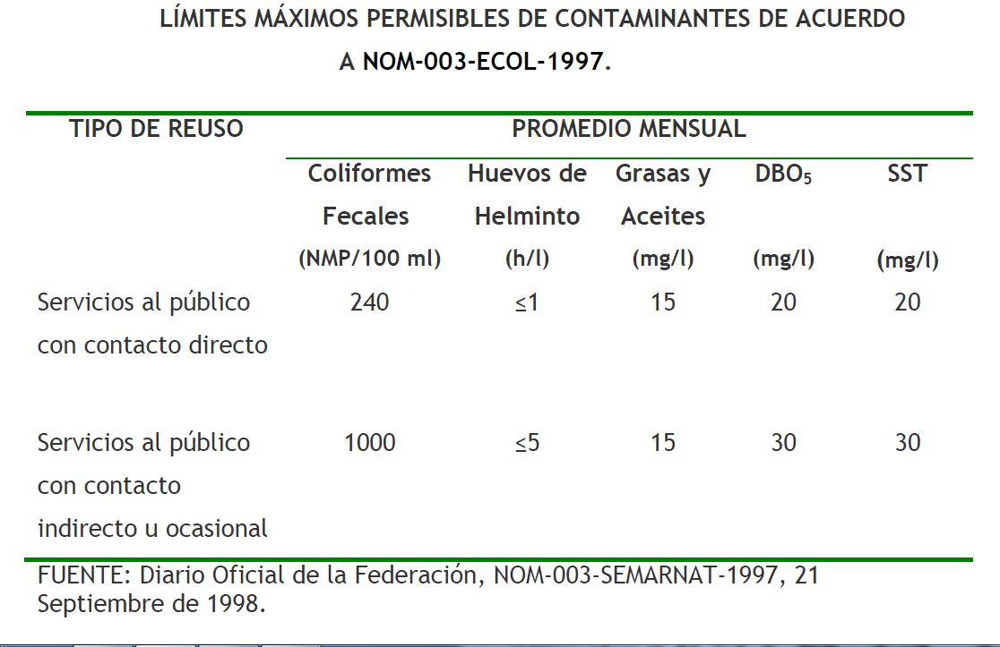 LÍMITES MÁXIMOS PERMISIBLES DE CONTAMINANTES DE ACUERDO
A NOM-003-ECOL-1997.
TIPO DE REUSO PROMEDIO MENSUAL
Coliformes Huevos de Grasas y DBO₅ SST
Fecales Helminto Aceites
(NMP/100 ml) (h/l) (mg/l) (mg/l) (mg/l)
Servicios al público 240 ≤1 15 20 20
con contacto directo
Servicios al público 1000 ≤5 15 30 30
con contacto
indirecto u ocasional
FUENTE: Diario Oficial de la Federación, NOM-003-SEMARNAT-1997, 21
Septiembre de 1998.